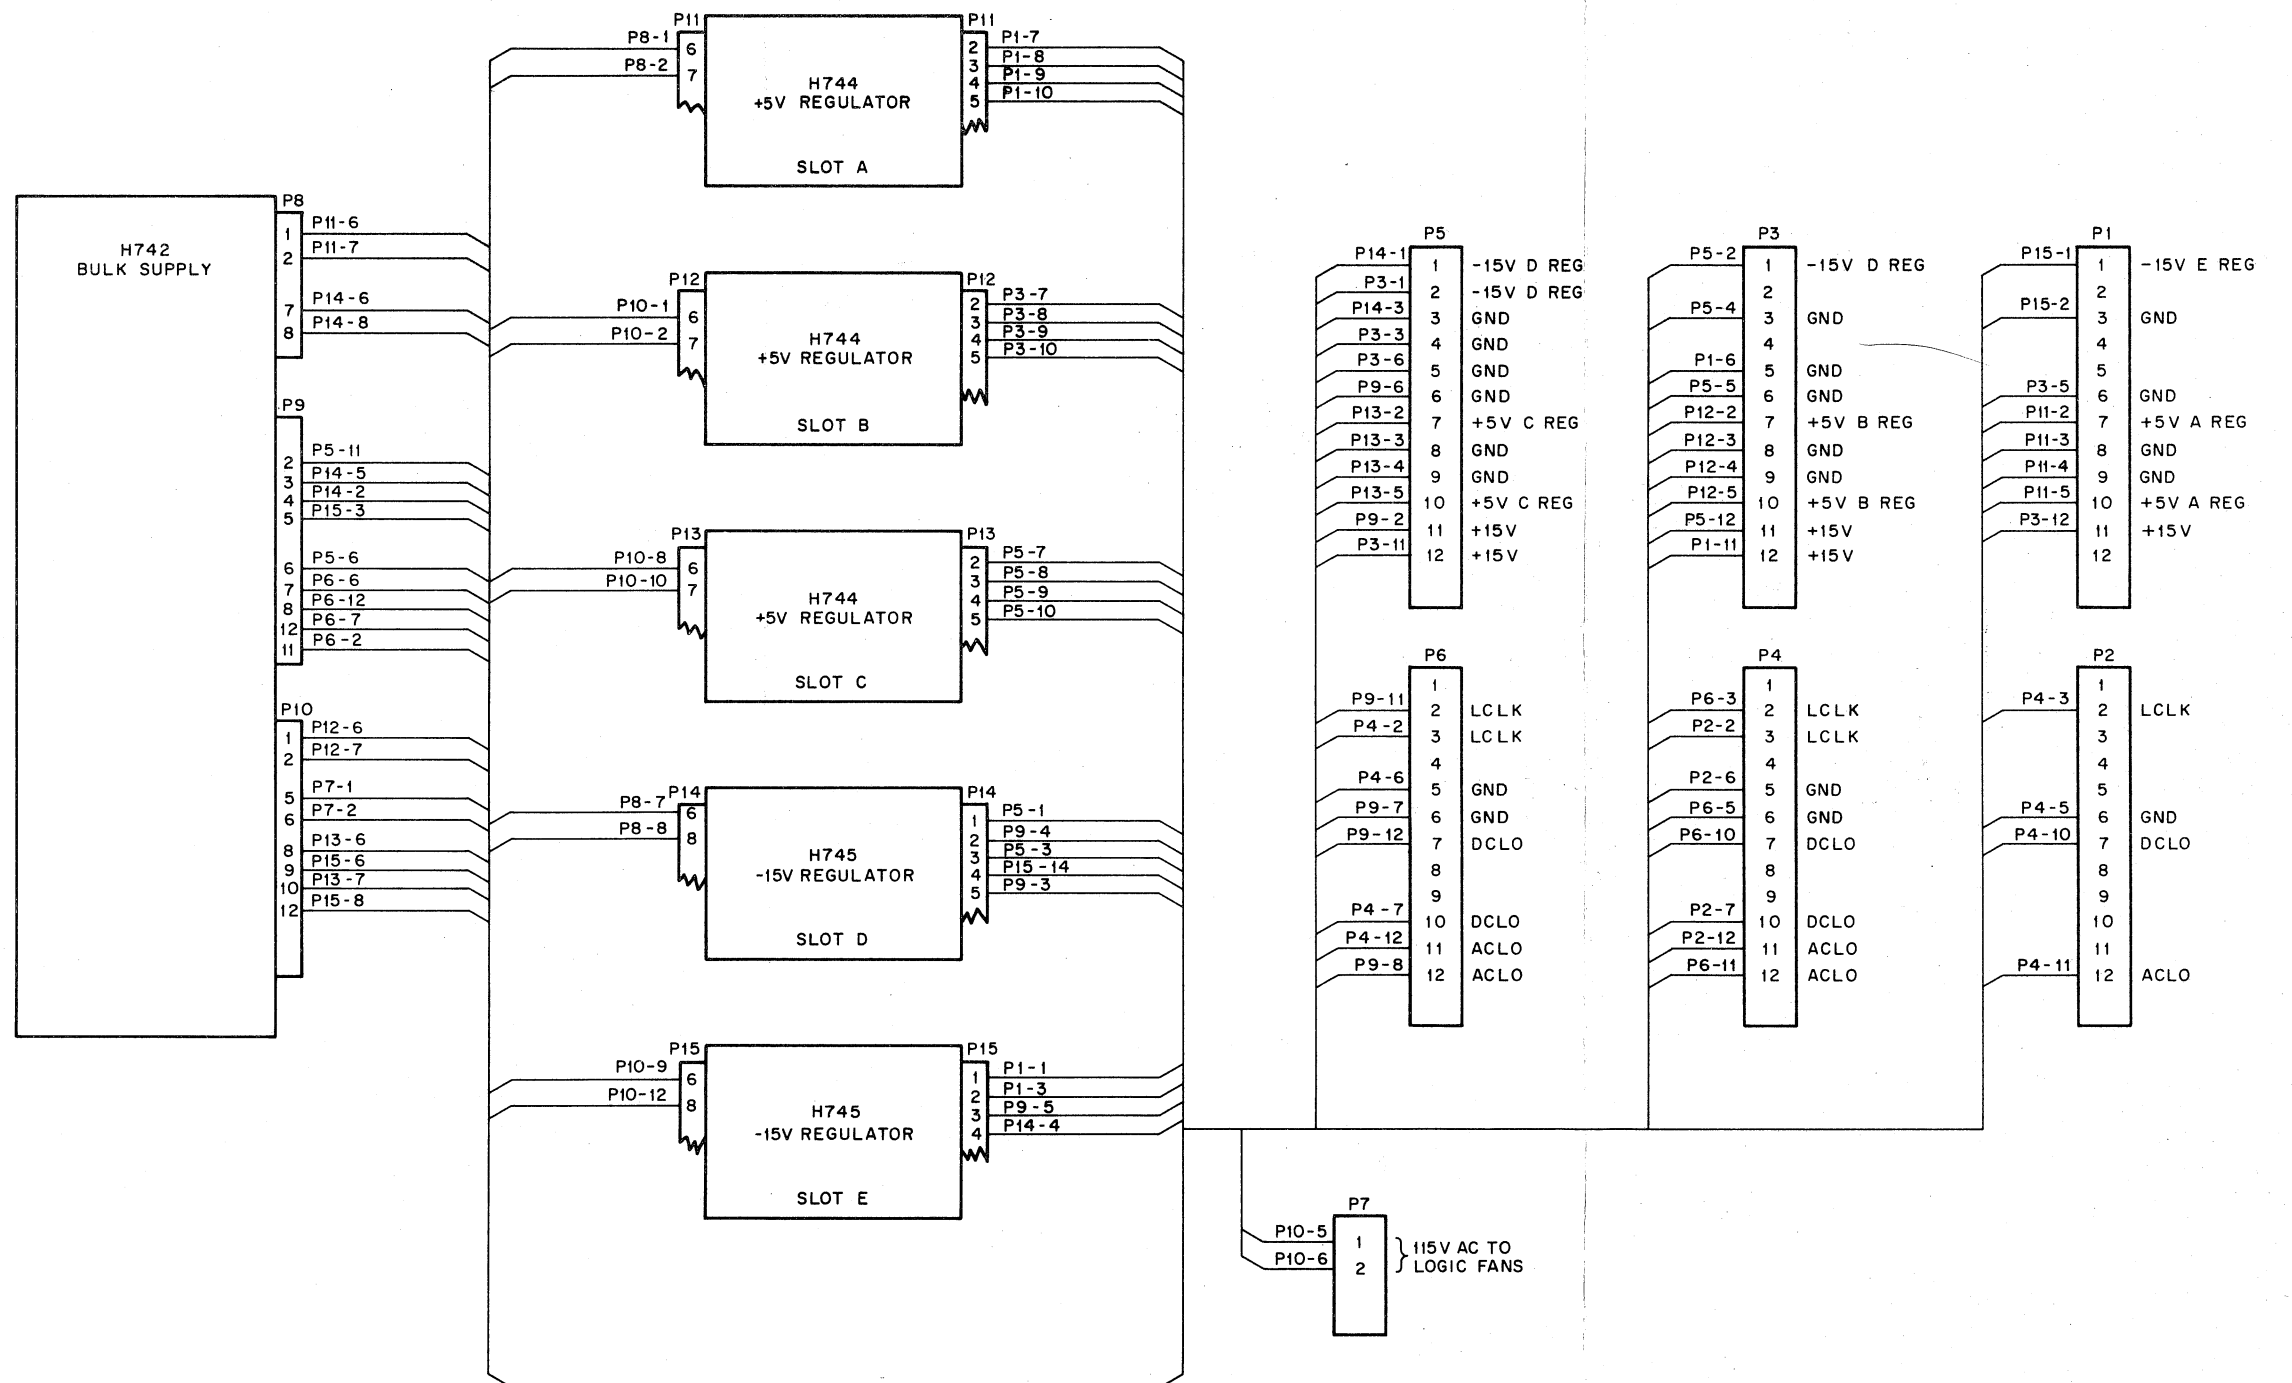 H742
BULK SUPPLY
P8
1 P11-6
2 P11-7
7 P14-6
8 P14-8
P9
2 P5-11
3 P14-5
4 P14-2
5 P15-3
6 P5-6
7 P6-6
8 P6-12
12 P6-7
11 P6-2
P10
1 P12-6
2 P12-7
5 P7-1
6 P7-2
8 P13-6
9 P15-6
10 P13-7
12 P15-8
P11 P11
P8-1 6
P8-2 7
H744
+5V REGULATOR
SLOT A
2 P1-7
3 P1-8
4 P1-9
5 P1-10
P12 P12
P10-1 6
P10-2 7
H744
+5V REGULATOR
SLOT B
2 P3-7
3 P3-8
4 P3-9
5 P3-10
P13 P13
P10-8 6
P10-10 7
H744
+5V REGULATOR
SLOT C
2 P5-7
3 P5-8
4 P5-9
5 P5-10
P14 P14
P8-7 6
P8-8 8
H745
-15V REGULATOR
SLOT D
1 P5-1
2 P9-4
3 P5-3
4 P15-14
5 P9-3
P15 P15
P10-9 6
P10-12 8
H745
-15V REGULATOR
SLOT E
1 P1-1
2 P1-3
3 P9-5
4 P14-4
P5
P14-1 1 -15V D REG
P3-1 2 -15V D REG
P14-3 3 GND
P3-3 4 GND
P3-6 5 GND
P9-6 6 GND
P13-2 7 +5V C REG
P13-3 8 GND
P13-4 9 GND
P13-5 10 +5V C REG
P9-2 11 +15V
P3-11 12 +15V
P3
P5-2 1 -15V D REG
2
P5-4 3 GND
4
P1-6 5 GND
P5-5 6 GND
P12-2 7 +5V B REG
P12-3 8 GND
P12-4 9 GND
P12-5 10 +5V B REG
P5-12 11 +15V
P1-11 12 +15V
P1
P15-1 1 -15V E REG
2
P15-2 3 GND
4
5
P3-5 6 GND
P11-2 7 +5V A REG
P11-3 8 GND
P11-4 9 GND
P11-5 10 +5V A REG
P3-12 11 +15V
12
P6
1
P9-11 2 LCLK
P4-2 3 LCLK
4
P4-6 5 GND
P9-7 6 GND
P9-12 7 DCLO
8
9
P4-7 10 DCLO
P4-12 11 ACLO
P9-8 12 ACLO
P4
1
P6-3 2 LCLK
P2-2 3 LCLK
4
P2-6 5 GND
P6-5 6 GND
P6-10 7 DCLO
8
9
P2-7 10 DCLO
P2-12 11 ACLO
P6-11 12 ACLO
P2
1
P4-3 2 LCLK
3
4
5
P4-5 6 GND
P4-10 7 DCLO
8
9
10
11
P4-11 12 ACLO
P7
P10-5 1
P10-6 2
115V AC TO
LOGIC FANS